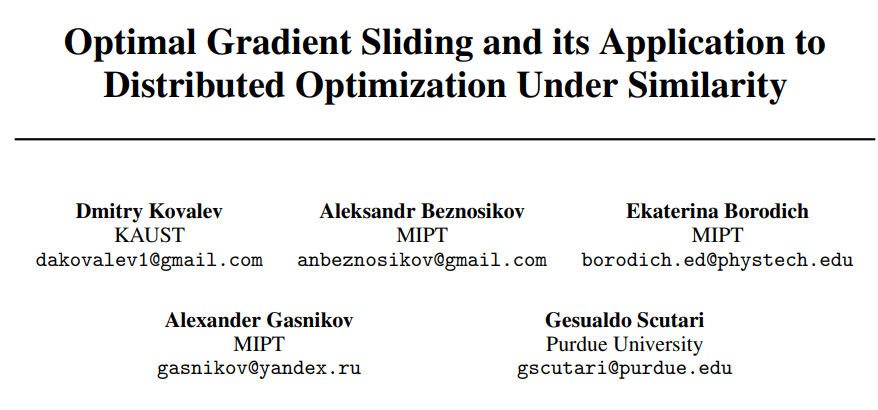 Optimal Gradient Sliding and its Application to
Distributed Optimization Under Similarity
Dmitry Kovalev Aleksandr Beznosikov Ekaterina Borodich
KAUST MIPT MIPT
dakovalev1@gmail.com anbeznosikov@gmail.com borodich.ed@phystech.edu
Alexander Gasnikov Gesualdo Scutari
MIPT Purdue University
gasnikov@yandex.ru gscutari@purdue.edu